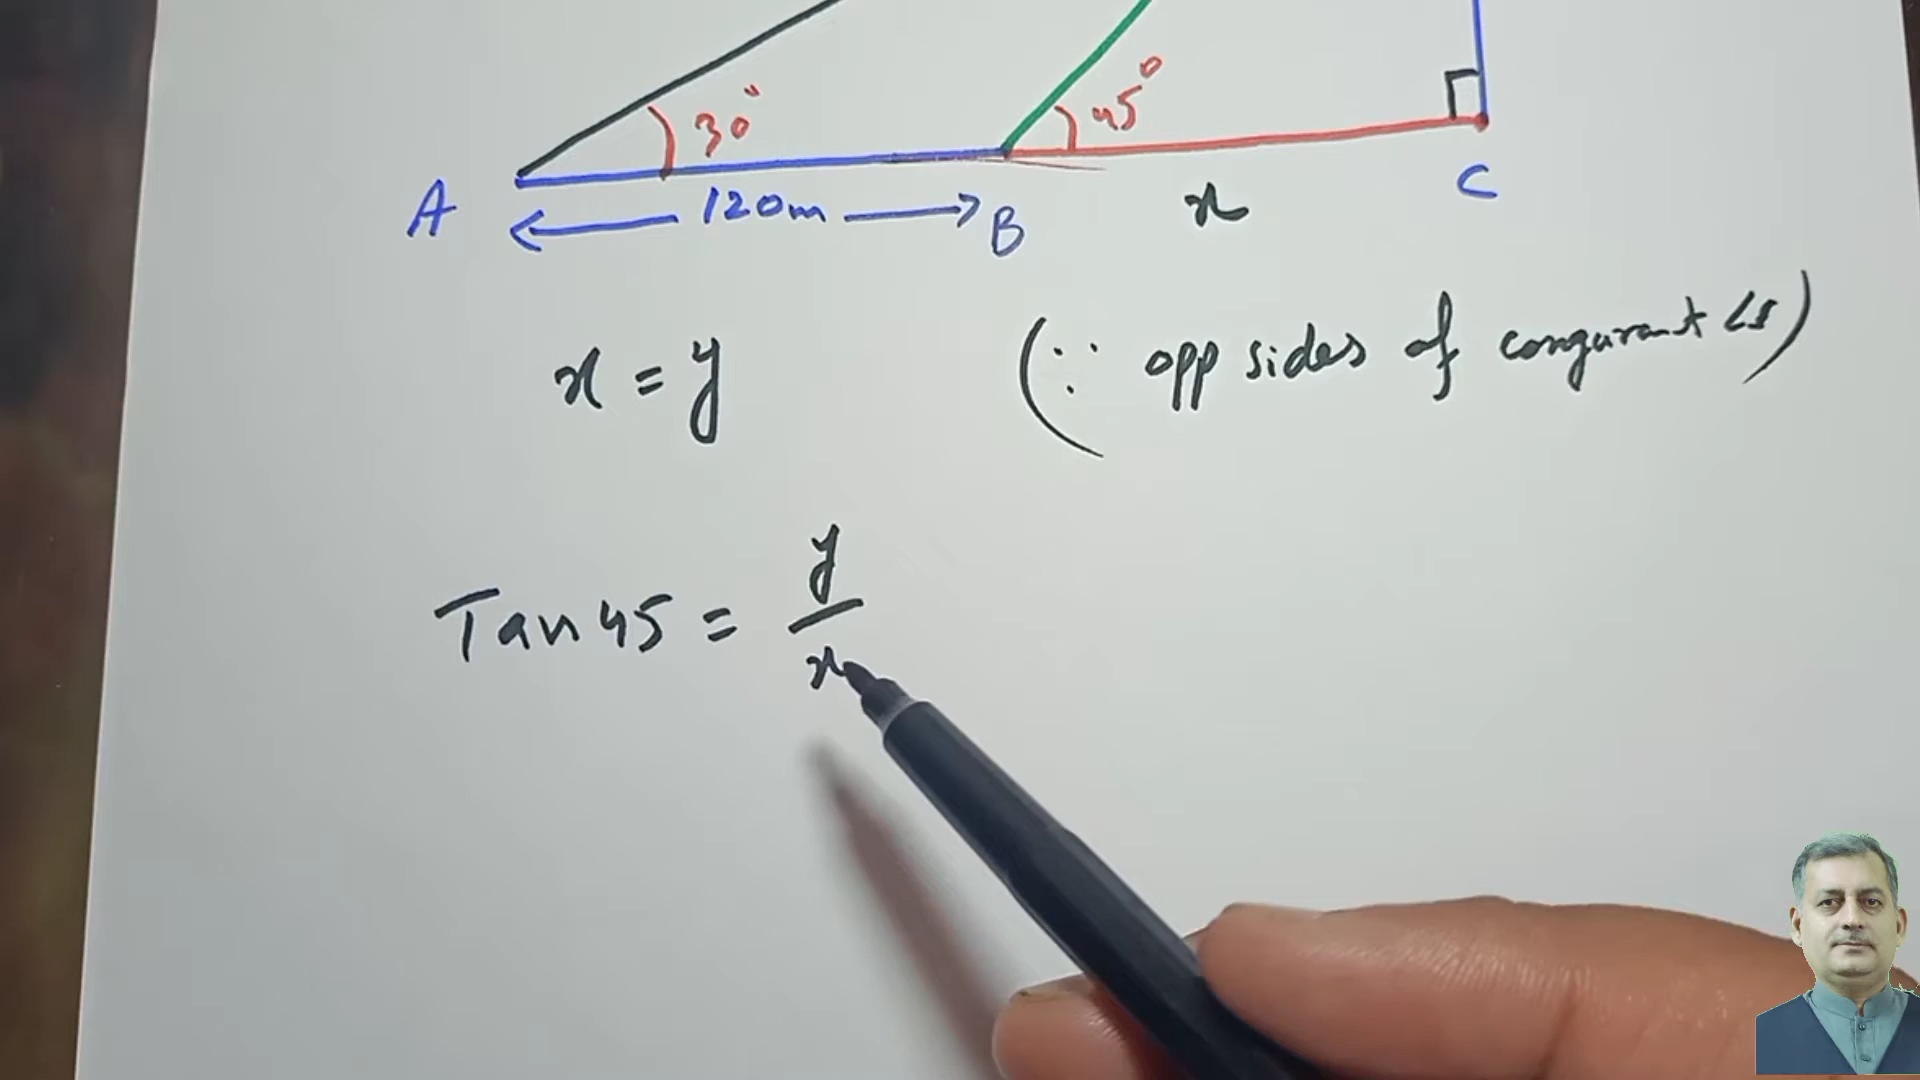 30° 45°
A 120m B x C
x = y (∵ opp sides of congurant <s)
Tan 45 = y/x